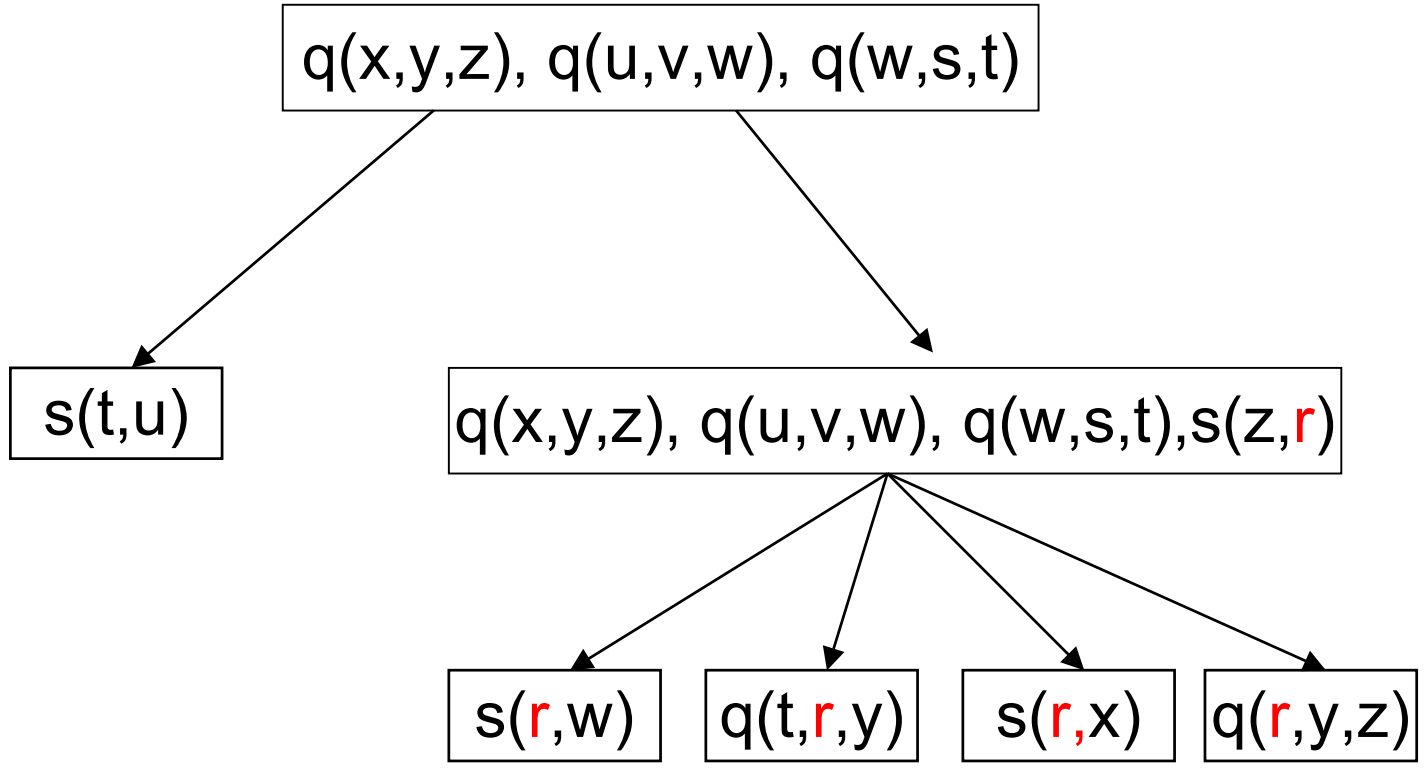 q(x,y,z), q(u,v,w), q(w,s,t)
s(t,u)
q(x,y,z), q(u,v,w), q(w,s,t),s(z,r)
s(r,w)
q(t,r,y)
s(r,x)
q(r,y,z)